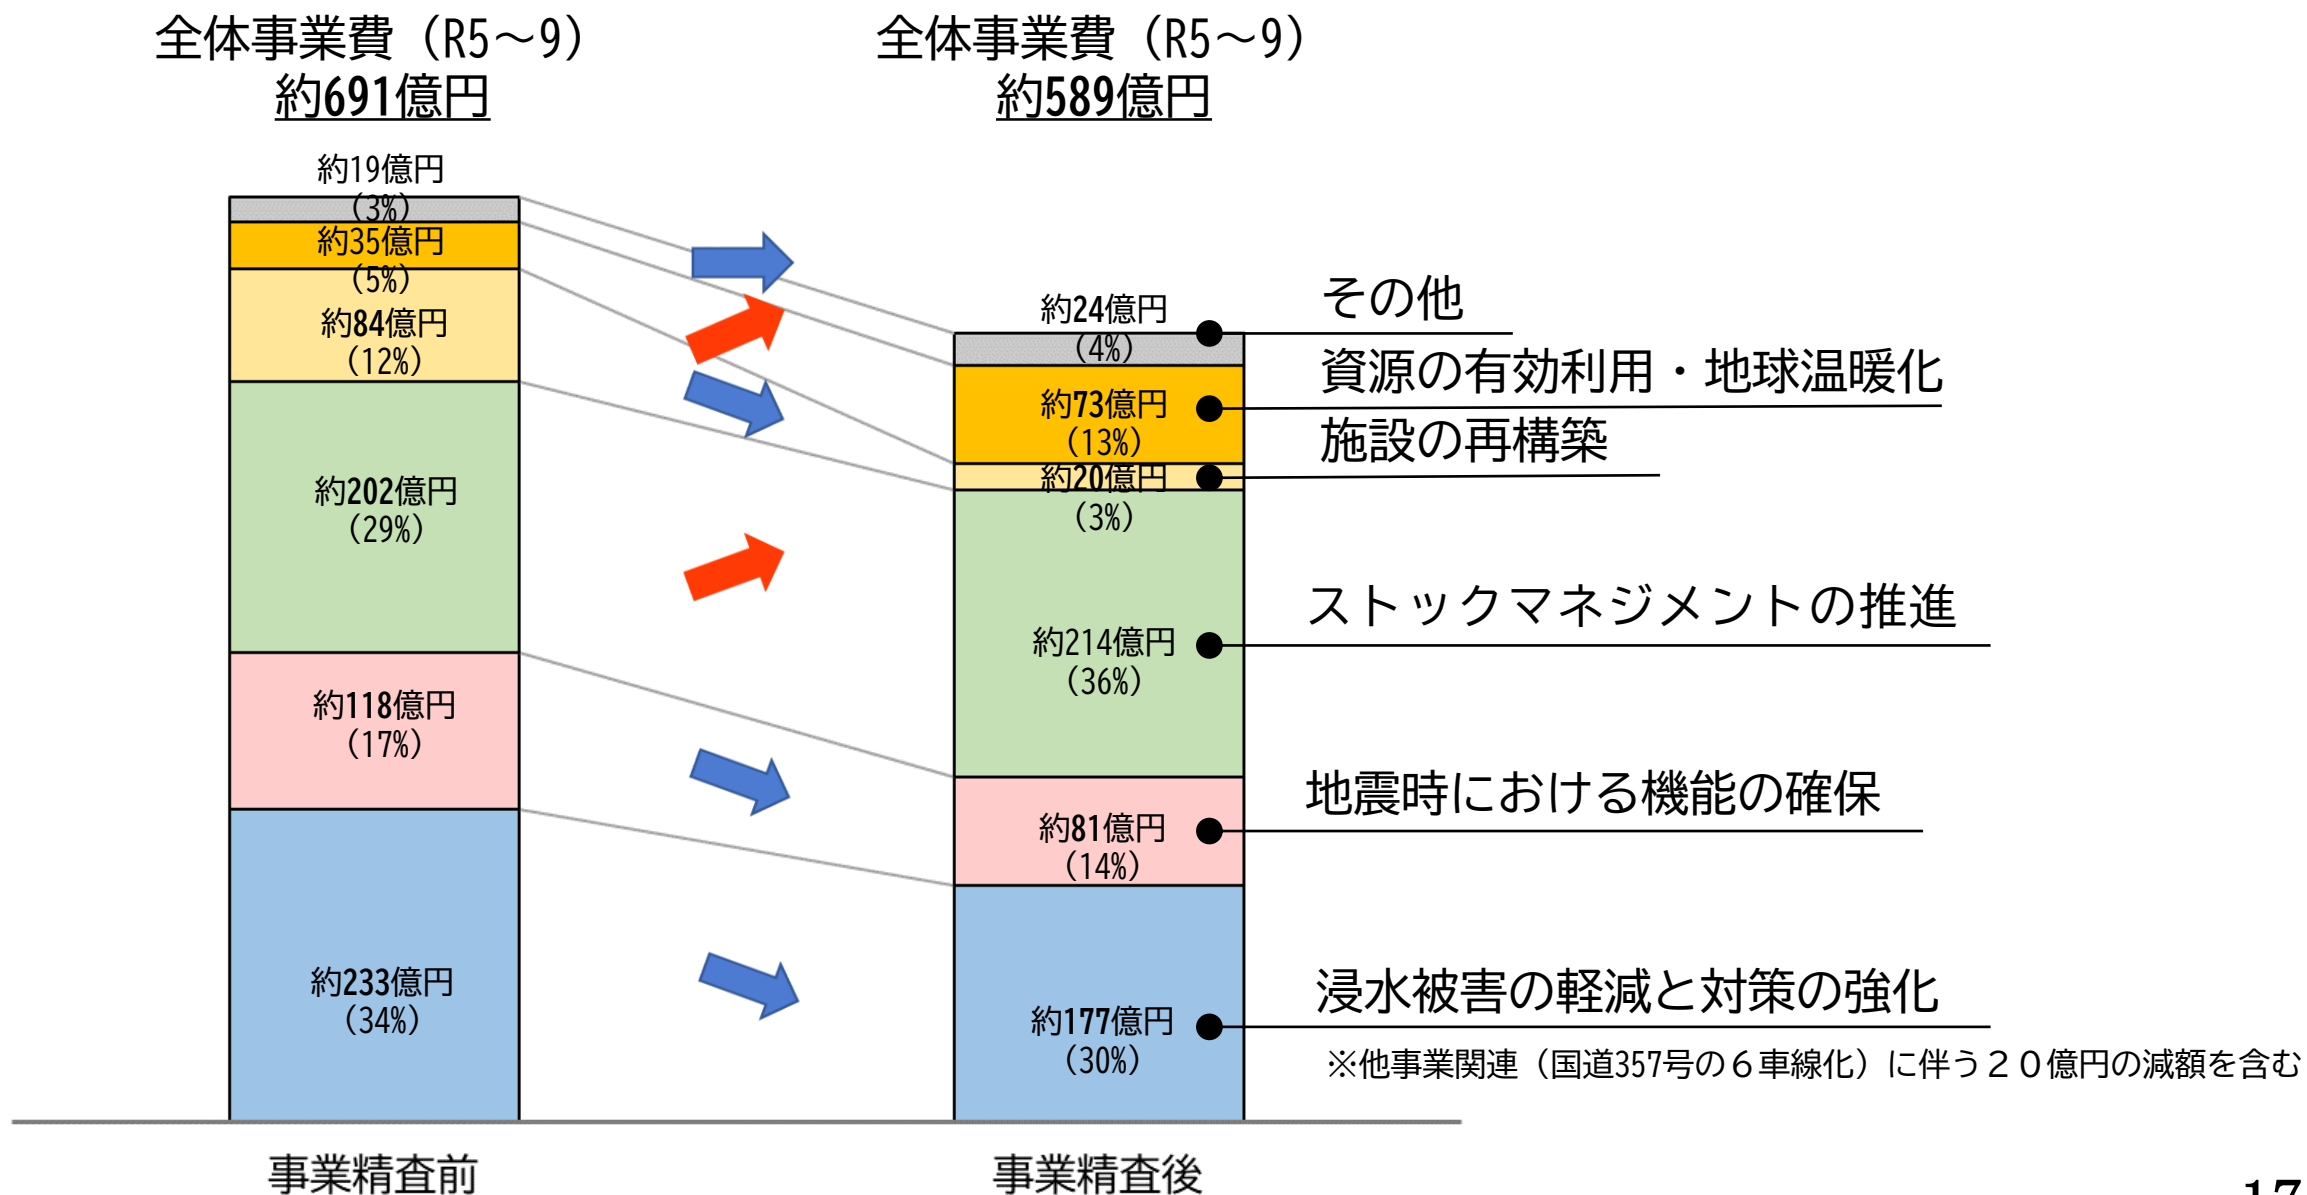 全体事業費（R5～9）
約691億円
全体事業費（R5～9）
約589億円
約19億円
（3%）
約35億円
（5%）
約84億円
（12%）
約202億円
（29%）
約118億円
（17%）
約233億円
（34%）
約24億円
（4%）
約73億円
（13%）
約20億円
（3%）
約214億円
（36%）
約81億円
（14%）
約177億円
（30%）
その他
資源の有効利用・地球温暖化
施設の再構築
ストックマネジメントの推進
地震時における機能の確保
浸水被害の軽減と対策の強化
※他事業関連（国道357号の６車線化）に伴う２０億円の減額を含む
事業精査前
事業精査後
17